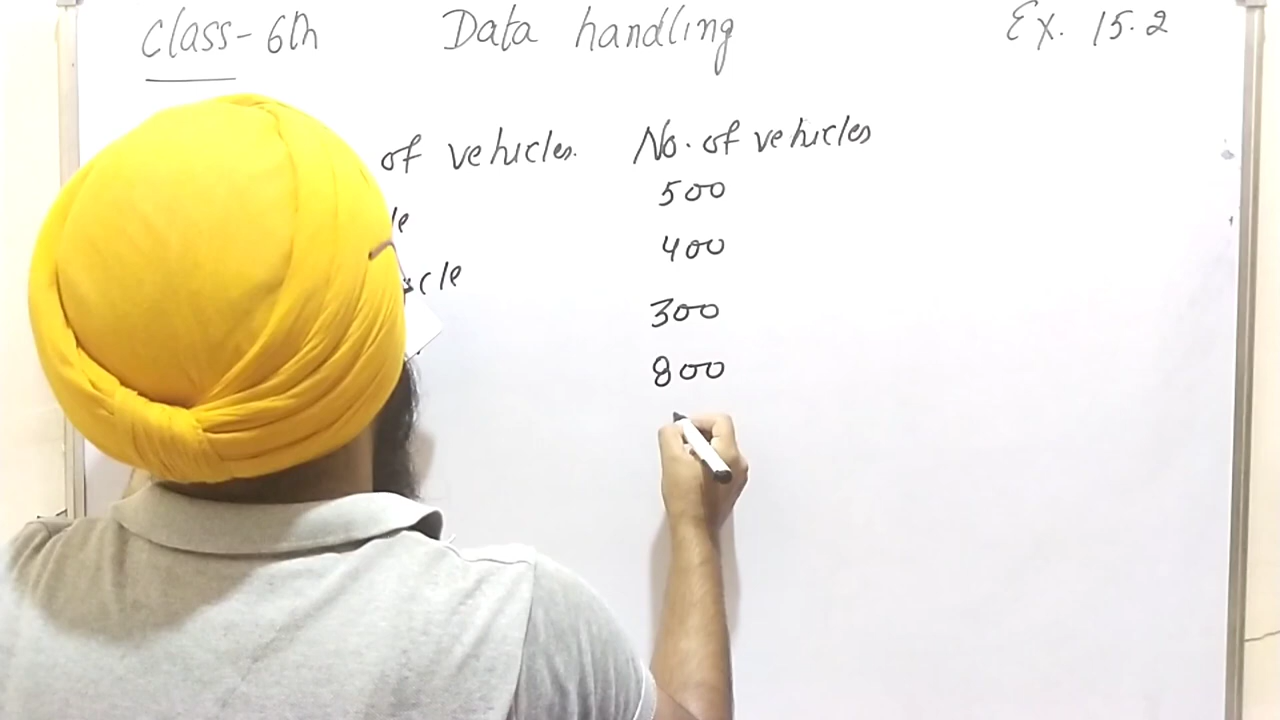 Class- 6th Data handling Ex. 15.2
of vehicles. No. of vehicles
500
400
300
800